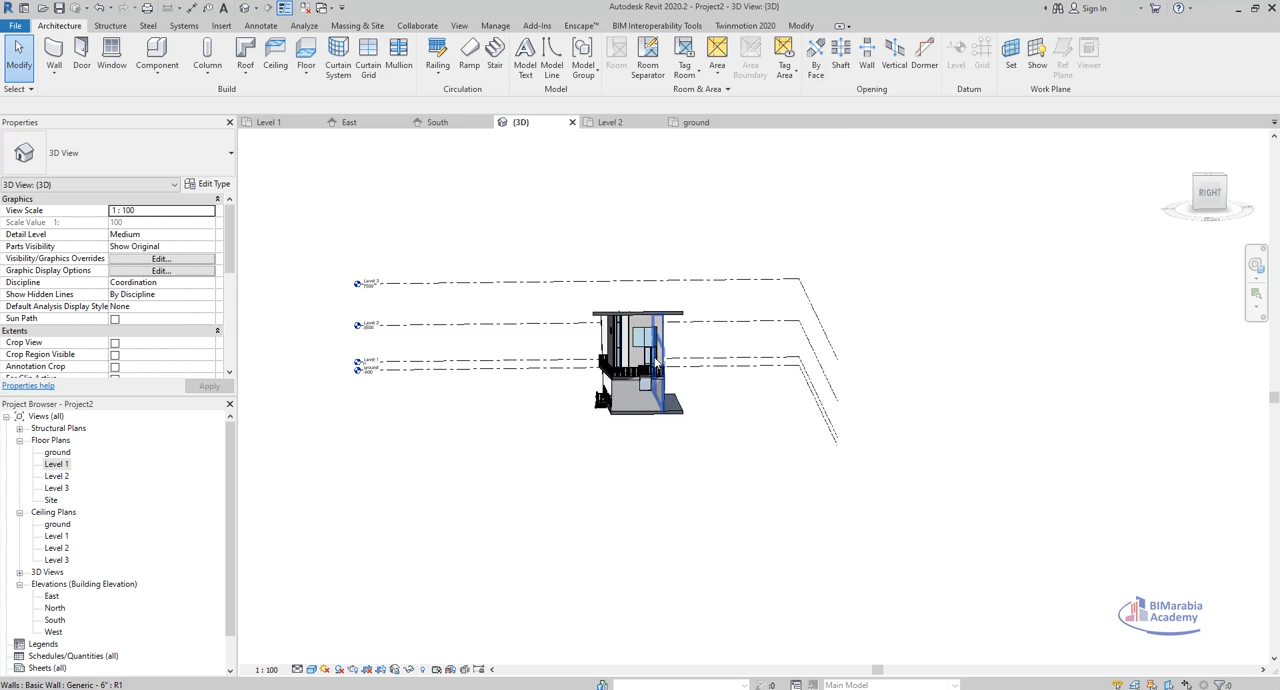 Autodesk Revit 2020.2 - Project2 - 3D View: {3D}
Sign In
File Architecture Structure Steel Systems Insert Annotate Analyze Massing & Site Collaborate View Manage Add-Ins Enscape™ BIM Interoperability Tools Twinmotion 2020 Modify
Modify Wall Door Window Component Column Roof Ceiling Floor Curtain System Curtain Grid Mullion Railing Ramp Stair Model Text Model Line Model Group Room Room Separator Tag Room Area Area Boundary Tag Area By Face Shaft Wall Vertical Dormer Level Grid Set Show Ref Plane Viewer
Select Build Circulation Model Room & Area Opening Datum Work Plane
Properties
Level 1 East South {3D} Level 2 ground
3D View
3D View: {3D} Edit Type
Graphics
View Scale 1 : 100
Scale Value 1: 100
Detail Level Medium
Parts Visibility Show Original
Visibility/Graphics Overrides Edit...
Graphic Display Options Edit...
Discipline Coordination
Show Hidden Lines By Discipline
Default Analysis Display Style None
Sun Path
Extents
Crop View
Crop Region Visible
Properties help Apply
Project Browser - Project2
Views (all)
Structural Plans
Floor Plans
ground
Level 1
Level 2
Level 3
Site
Ceiling Plans
ground
Level 1
Level 2
Level 3
3D Views
Elevations (Building Elevation)
East
North
South
West
Legends
Schedules/Quantities (all)
Sheets (all)
RIGHT
Level 3
Level 2
Level 1
ground
BIMarabia
Academy
1 : 100
Walls : Basic Wall : Generic - 6" : R1
:0 Main Model :0